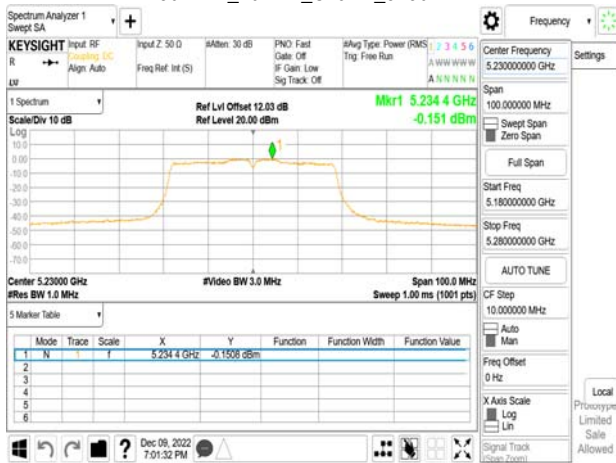 Spectrum Analyzer 1
Swept SA
Frequency
KEYSIGHT
R
Input: RF
Coupling: DC
Align: Auto
Input Z: 50 Ω
Freq Ref: Int (S)
#Atten: 30 dB
PNO: Fast
Gate: Off
IF Gain: Low
Sig Track: Off
#Avg Type: Power (RMS
Trig: Free Run
1 2 3 4 5 6
A W W W W W
A N N N N N
1 Spectrum
Scale/Div 10 dB
Log
Ref Lvl Offset 12.03 dB
Ref Level 20.00 dBm
Mkr1 5.234 4 GHz
-0.151 dBm
1
10.0
0.00
-10.0
-20.0
-30.0
-40.0
-50.0
-60.0
-70.0
Center 5.23000 GHz
#Res BW 1.0 MHz
#Video BW 3.0 MHz
Span 100.0 MHz
Sweep 1.00 ms (1001 pts)
5 Marker Table
Mode Trace Scale X Y Function Function Width Function Value
1 N 1 f 5.234 4 GHz -0.1508 dBm
2
3
4
5
6
Dec 09, 2022
7:01:32 PM
Center Frequency
5.230000000 GHz
Span
100.000000 MHz
Swept Span
Zero Span
Full Span
Start Freq
5.180000000 GHz
Stop Freq
5.280000000 GHz
AUTO TUNE
CF Step
10.000000 MHz
Auto
Man
Freq Offset
0 Hz
X Axis Scale
Log
Lin
Signal Track
(Span Zoom)
Settings
Local
Prototype
Limited
Sale
Allowed